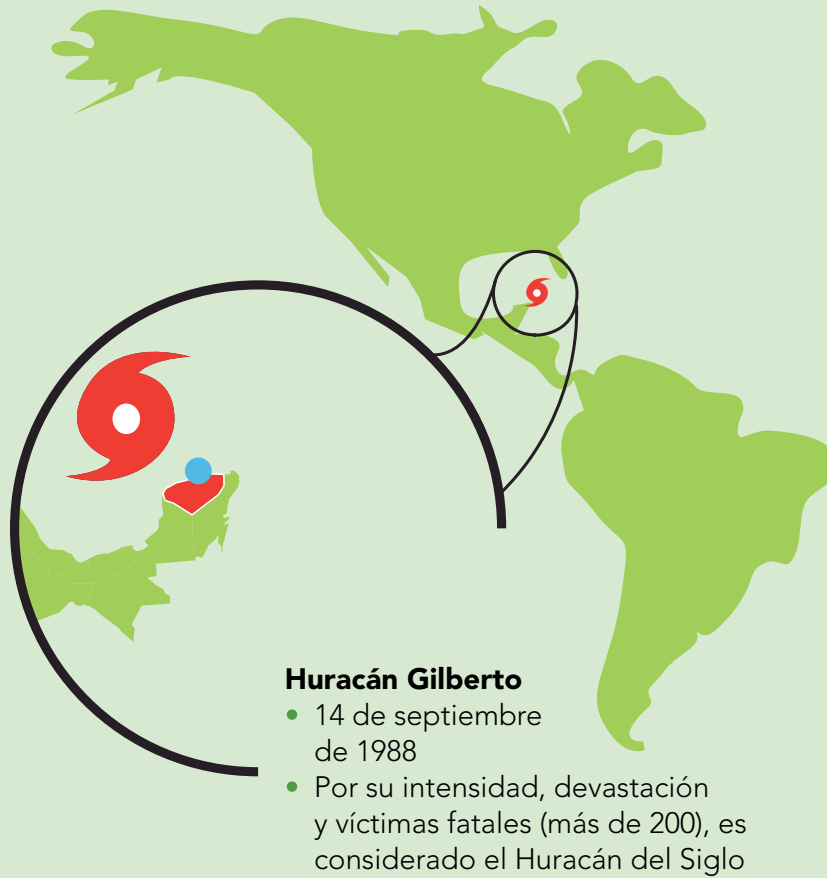 Huracán Gilberto
• 14 de septiembre
de 1988
• Por su intensidad, devastación
y víctimas fatales (más de 200), es
considerado el Huracán del Siglo